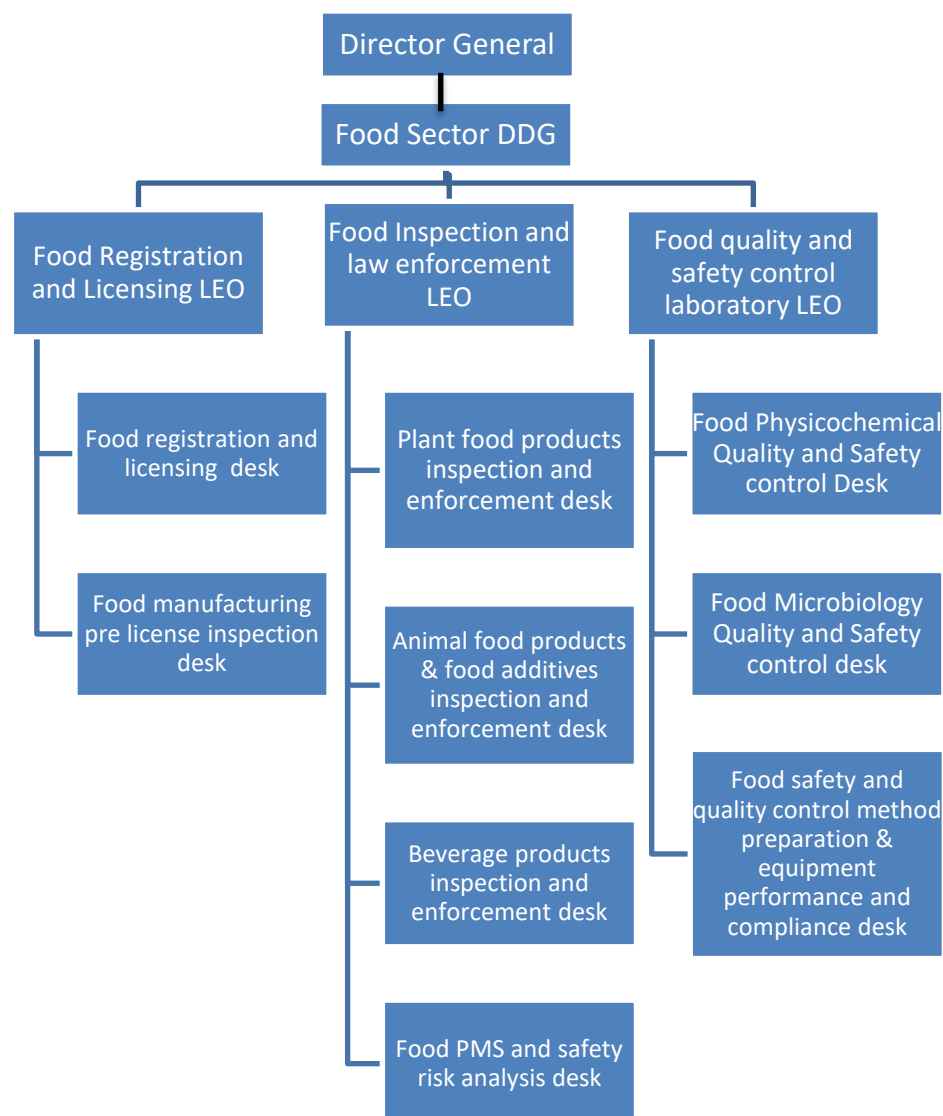 Director General
Food Sector DDG
Food Registration
and Licensing LEO
Food registration and
licensing desk
Food manufacturing
pre license inspection
desk
Food Inspection and
law enforcement
LEO
Plant food products
inspection and
enforcement desk
Animal food products
& food additives
inspection and
enforcement desk
Beverage products
inspection and
enforcement desk
Food PMS and safety
risk analysis desk
Food quality and
safety control
laboratory LEO
Food Physicochemical
Quality and Safety
control Desk
Food Microbiology
Quality and Safety
control desk
Food safety and
quality control method
preparation &
equipment
performance and
compliance desk